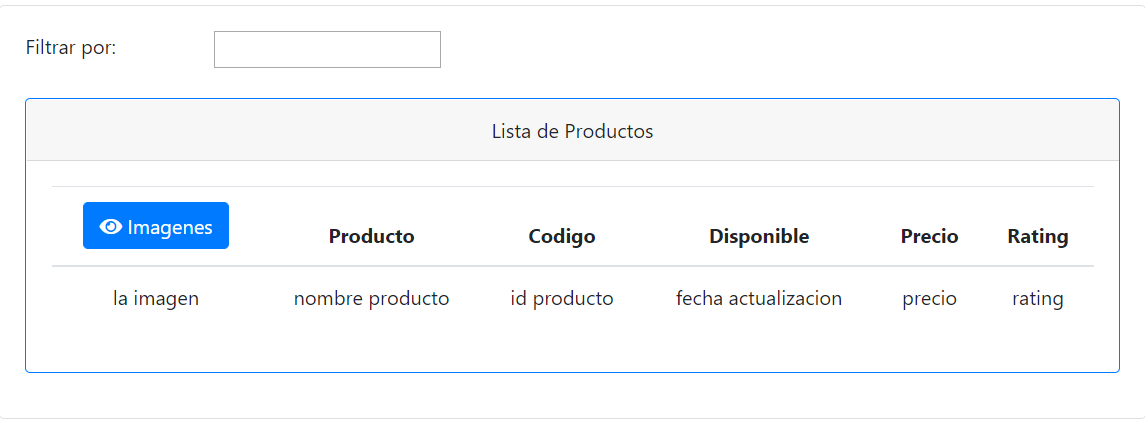 Filtrar por:
Lista de Productos
Imagenes Producto Codigo Disponible Precio Rating
la imagen nombre producto id producto fecha actualizacion precio rating